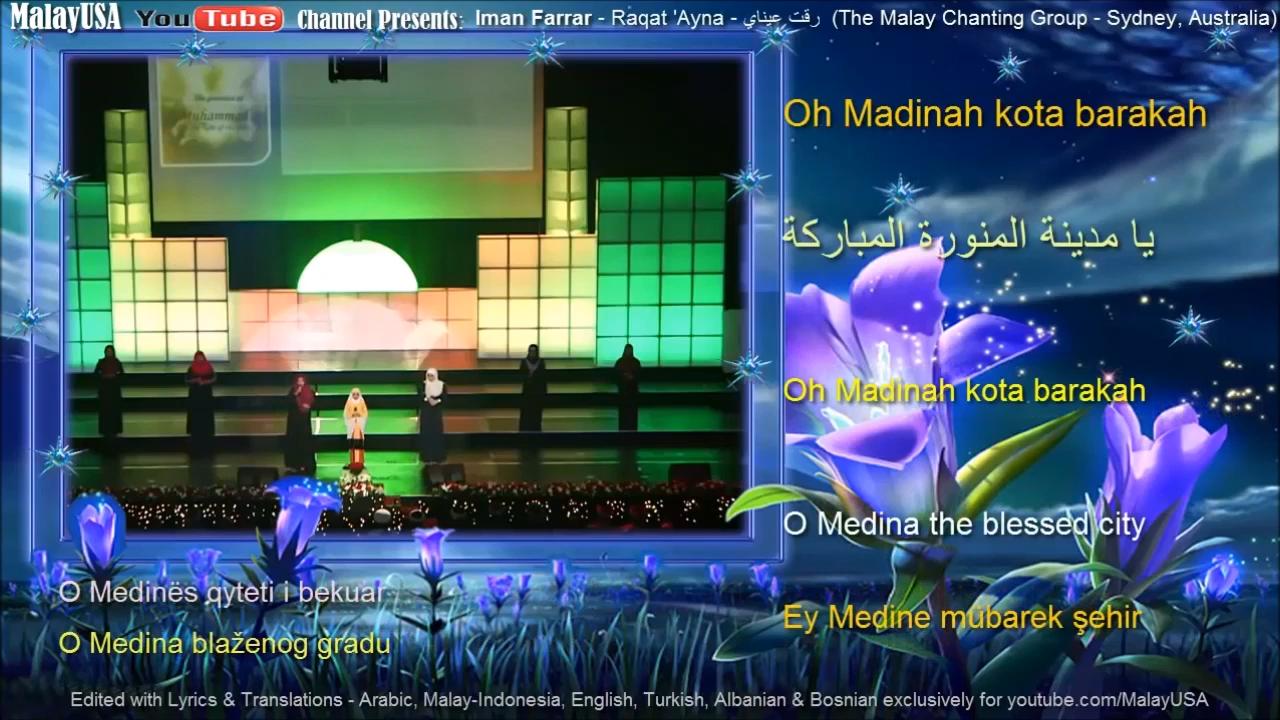 MalayUSA YouTube Channel Presents: Iman Farrar - Raqat 'Ayna - رقت عيناي (The Malay Chanting Group - Sydney, Australia)
Muhammad
Oh Madinah kota barakah
يا مدينة المنورة المباركة
Oh Madinah kota barakah
O Medina the blessed city
Ey Medine mübarek şehir
O Medinës qyteti i bekuar
O Medina blaženog gradu
Edited with Lyrics & Translations - Arabic, Malay-Indonesia, English, Turkish, Albanian & Bosnian exclusively for youtube.com/MalayUSA